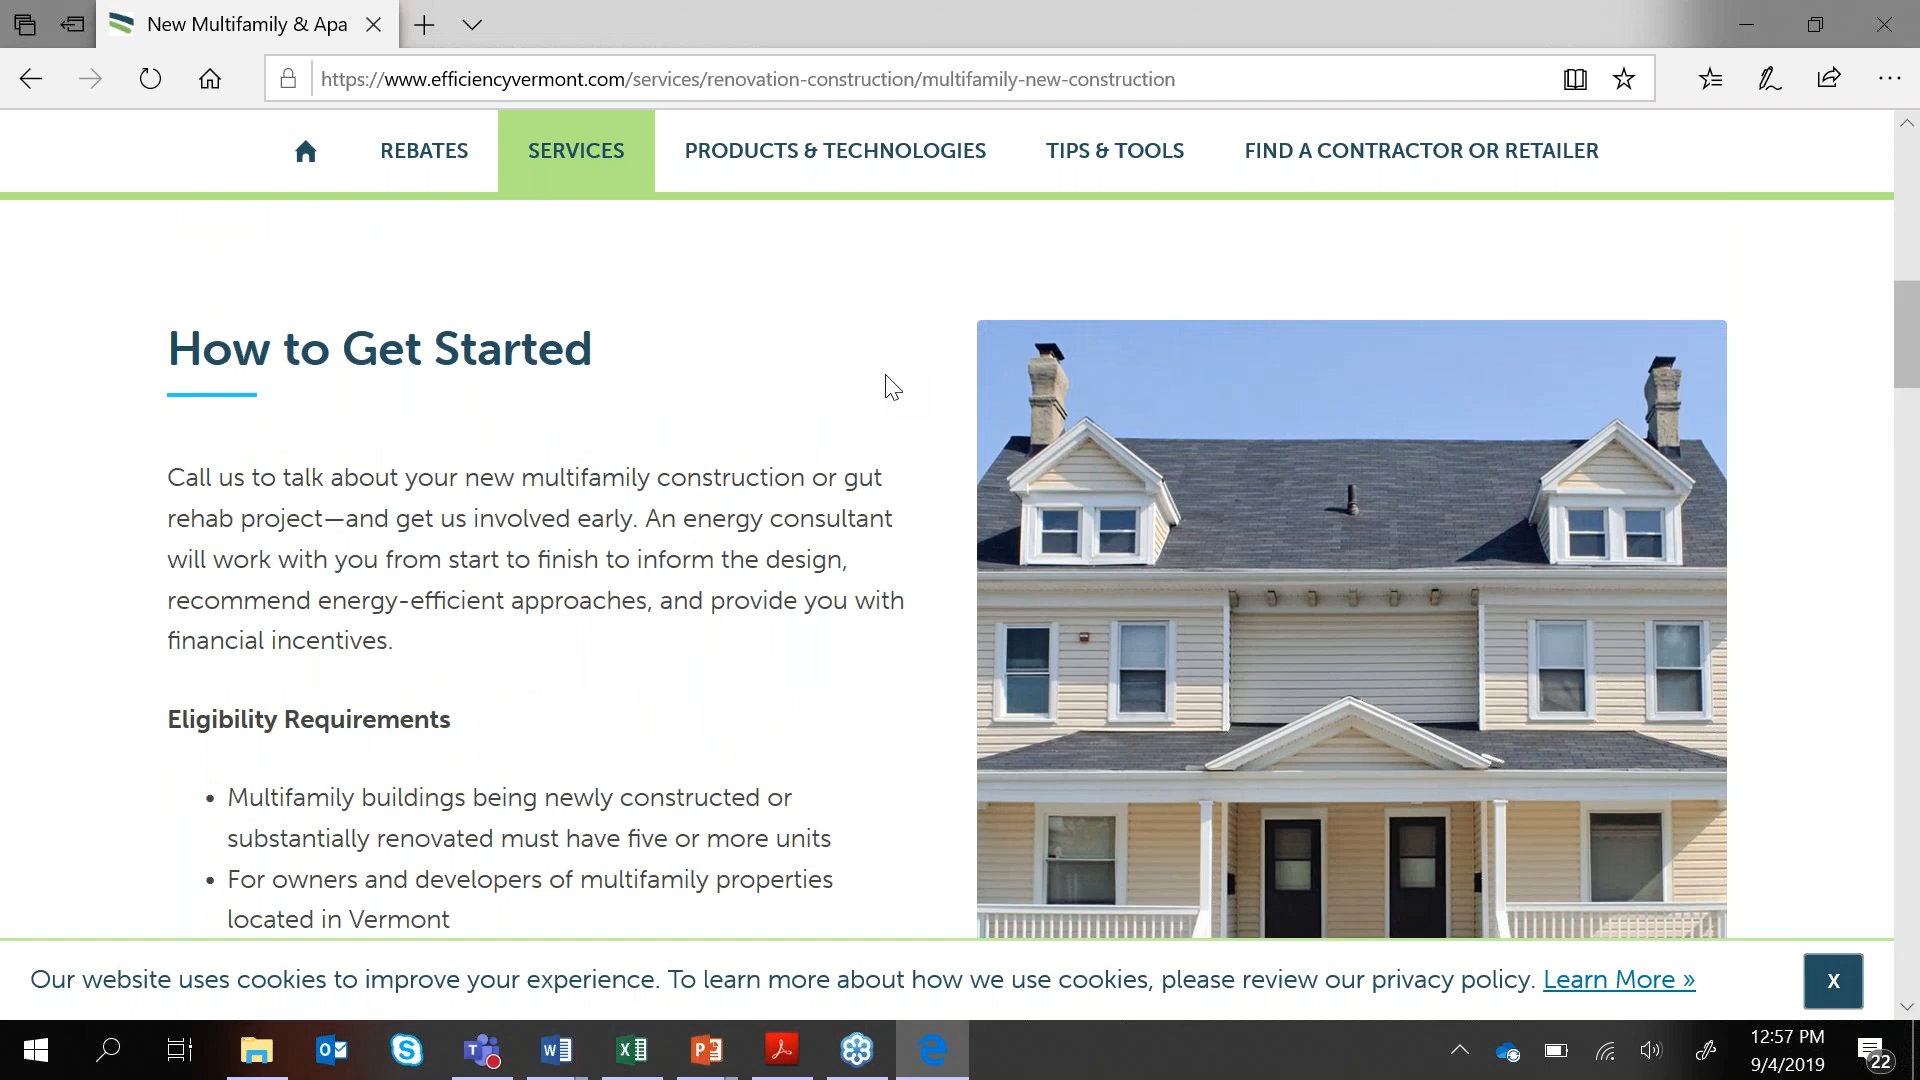 New Multifamily & Apa
https://www.efficiencyvermont.com/services/renovation-construction/multifamily-new-construction
REBATES SERVICES PRODUCTS & TECHNOLOGIES TIPS & TOOLS FIND A CONTRACTOR OR RETAILER
How to Get Started
Call us to talk about your new multifamily construction or gut
rehab project—and get us involved early. An energy consultant
will work with you from start to finish to inform the design,
recommend energy-efficient approaches, and provide you with
financial incentives.
Eligibility Requirements
• Multifamily buildings being newly constructed or
substantially renovated must have five or more units
• For owners and developers of multifamily properties
located in Vermont
Our website uses cookies to improve your experience. To learn more about how we use cookies, please review our privacy policy. Learn More »
X
12:57 PM
9/4/2019
22